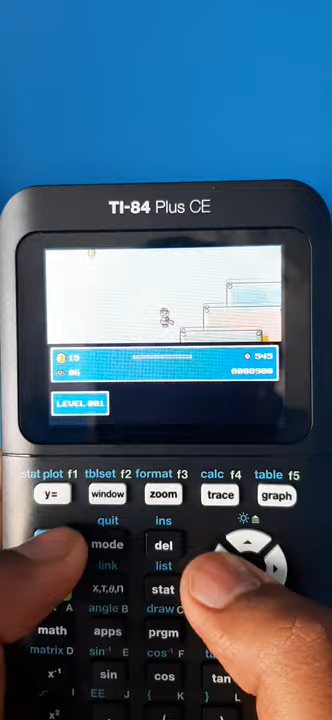 TI-84 Plus CE
15
545
06
0000900
LEVEL 001
stat plot f1 tblset f2 format f3 calc f4 table f5
y= window zoom trace graph
quit ins
mode del
link list
X,T,θ,n stat
A angle B draw C
math apps prgm
matrix D sin⁻¹ E cos⁻¹ F
x⁻¹ sin cos tan
EE J { K L
x²